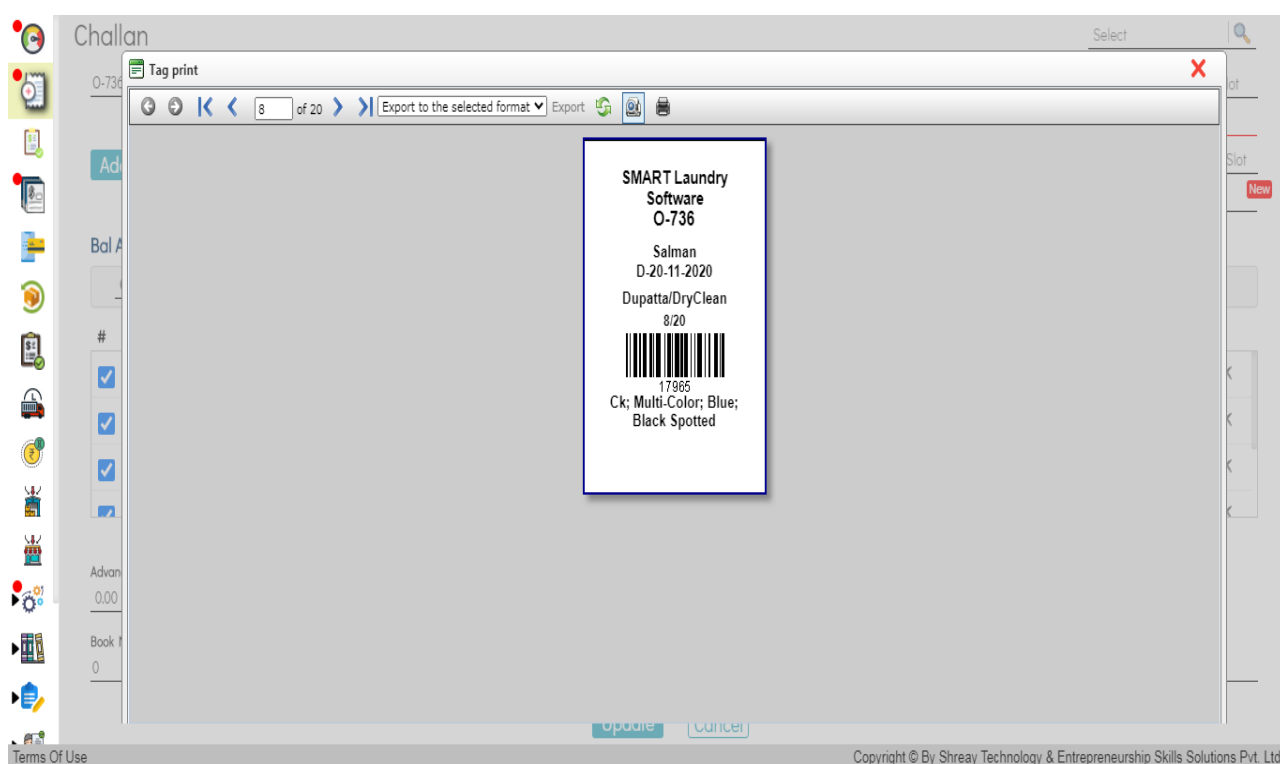 Challan
Select
Tag print
O-736
lot
8 of 20 Export to the selected format Export
Slot
New
SMART Laundry
Software
O-736
Salman
D-20-11-2020
Dupatta/DryClean
8/20
17965
Ck; Multi-Color; Blue;
Black Spotted
Bal A
#
Advan
0.00
Book N
0
Update Cancel
Terms Of Use
Copyright © By Shreay Technology & Entrepreneurship Skills Solutions Pvt. Ltd